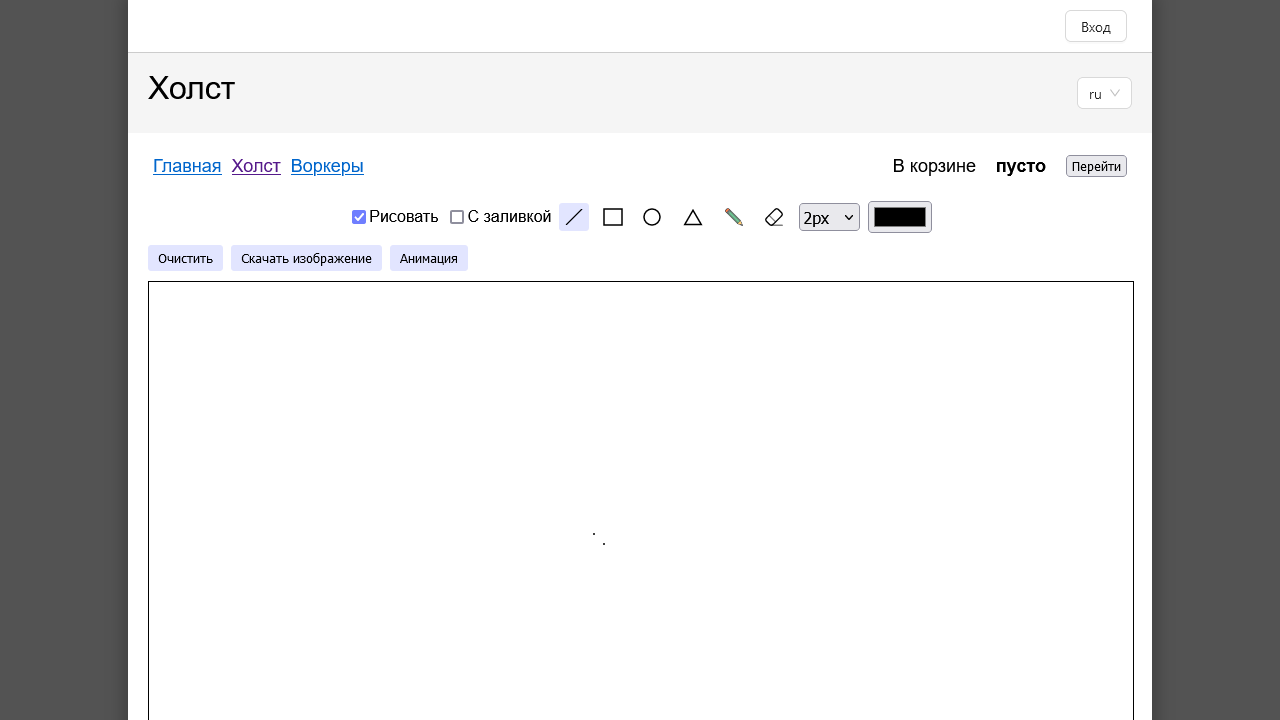 Вход
Холст
ru
Главная Холст Воркеры В корзине пусто Перейти
Рисовать С заливкой 2px
Очистить Скачать изображение Анимация